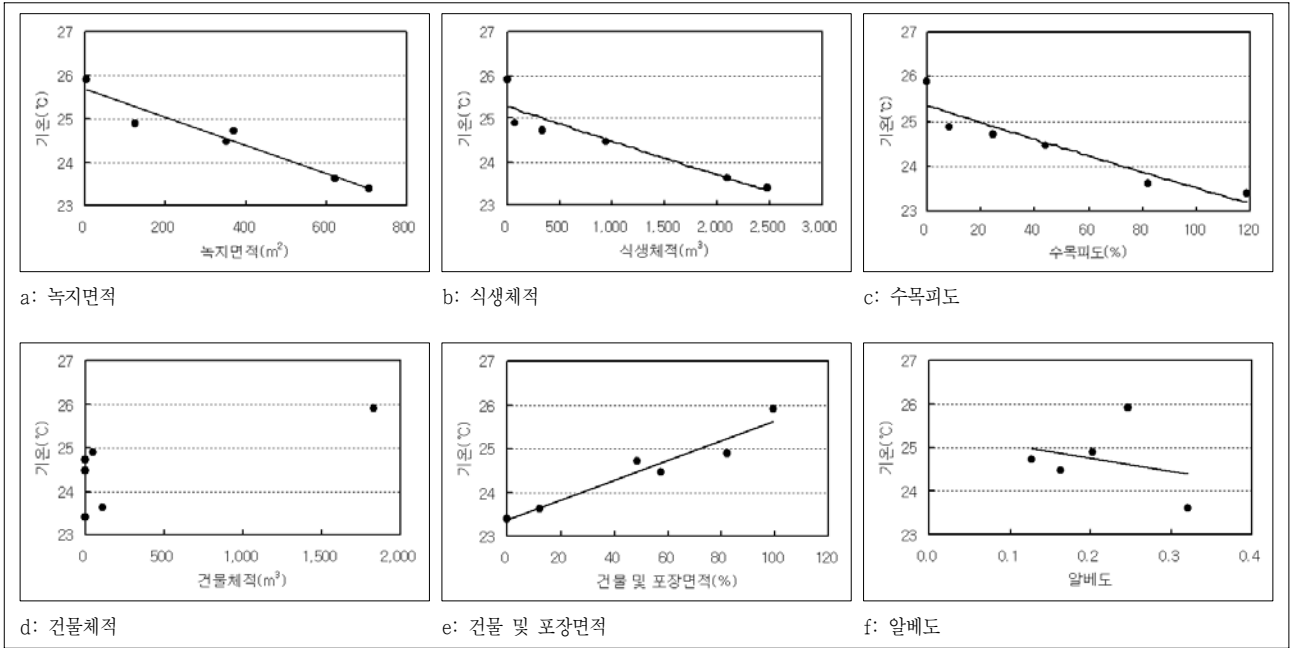 27
26
25
24
23
기온(℃)
0 200 400 600 800
녹지면적(m²)
a: 녹지면적
27
26
25
24
23
기온(℃)
0 500 1,000 1,500 2,000 2,500 3,000
식생체적(m³)
b: 식생체적
27
26
25
24
23
기온(℃)
0 20 40 60 80 100 120
수목피도(%)
c: 수목피도
27
26
25
24
23
기온(℃)
0 500 1,000 1,500 2,000
건물체적(m³)
d: 건물체적
27
26
25
24
23
기온(℃)
0 20 40 60 80 100 120
건물 및 포장면적(%)
e: 건물 및 포장면적
27
26
25
24
23
기온(℃)
0.0 0.1 0.2 0.3 0.4
알베도
f: 알베도